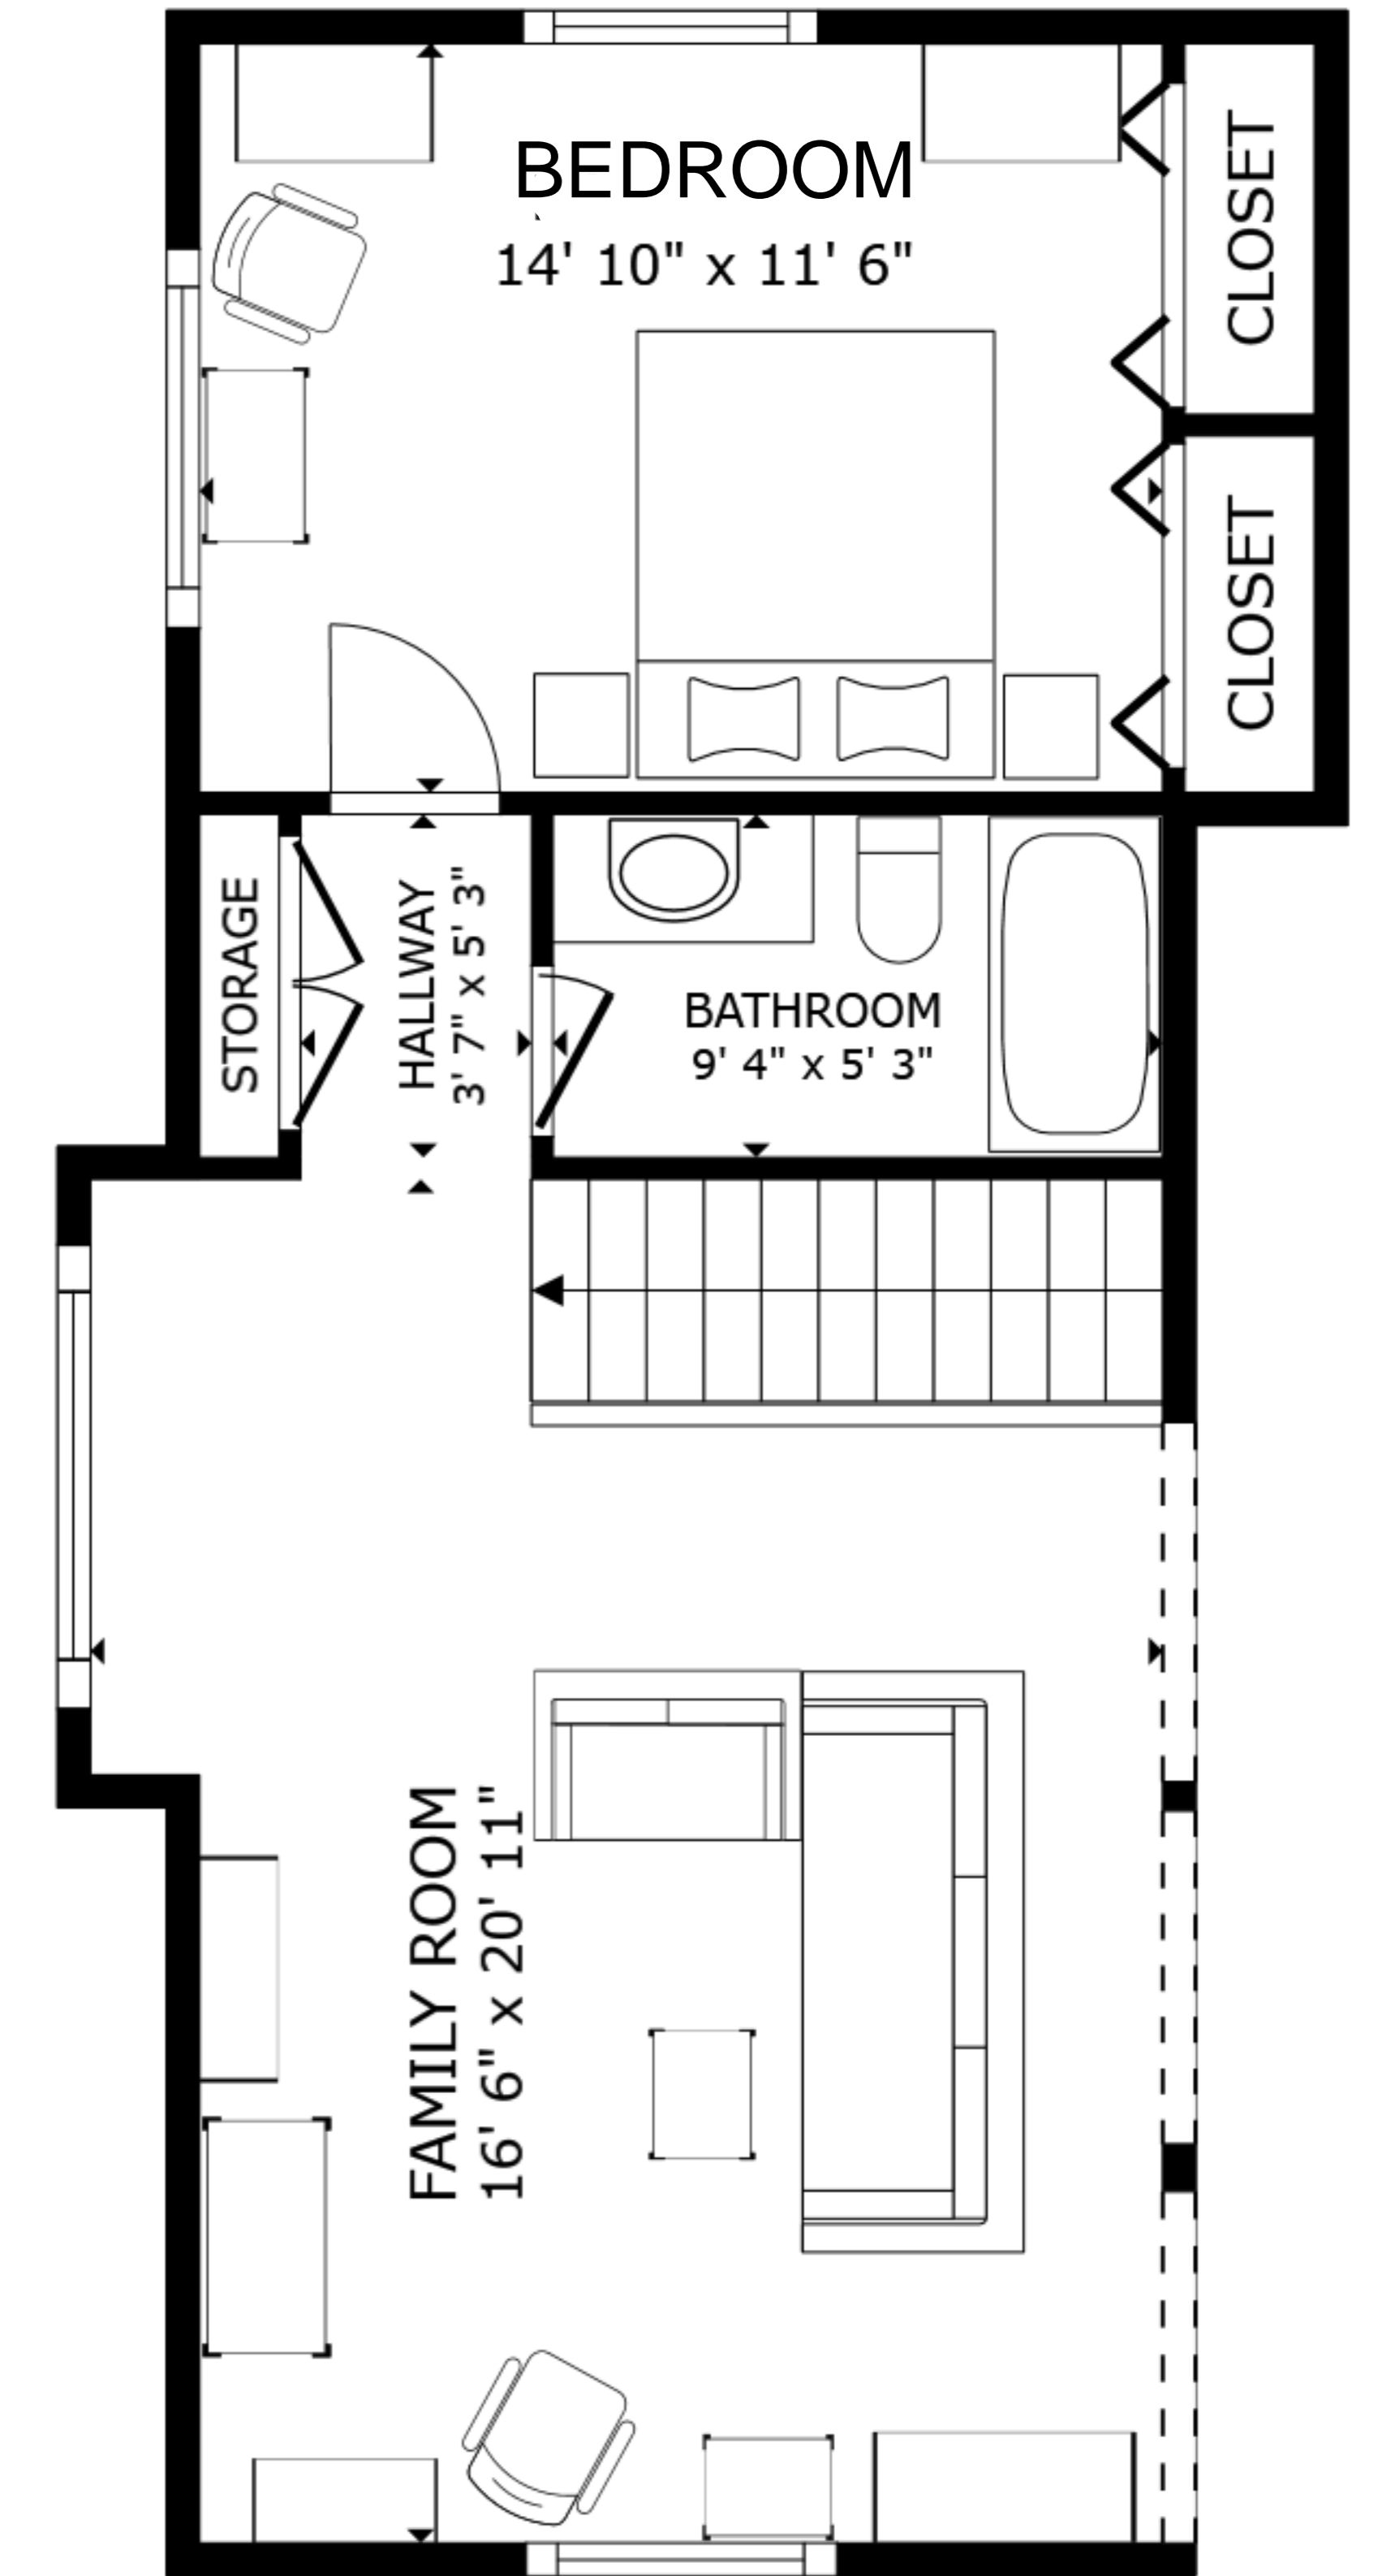 BEDROOM
14' 10" x 11' 6"
CLOSET
CLOSET
STORAGE
HALLWAY
3' 7" x 5' 3"
BATHROOM
9' 4" x 5' 3"
FAMILY ROOM
16' 6" x 20' 11"